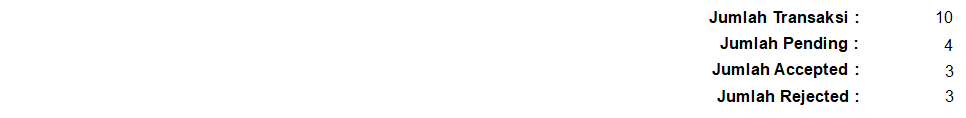 Jumlah Transaksi : 10
Jumlah Pending : 4
Jumlah Accepted : 3
Jumlah Rejected : 3